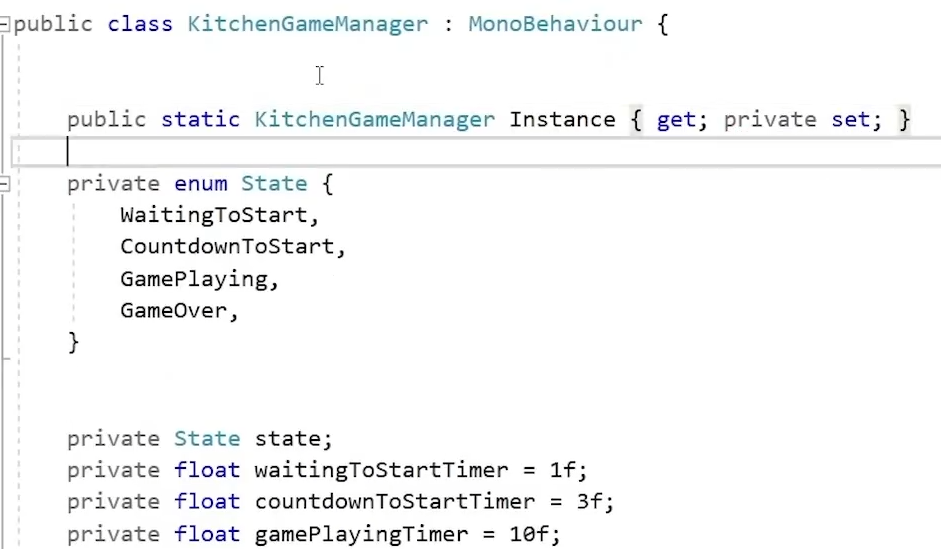 public class KitchenGameManager : MonoBehaviour {
public static KitchenGameManager Instance { get; private set; }
private enum State {
WaitingToStart,
CountdownToStart,
GamePlaying,
GameOver,
}
private State state;
private float waitingToStartTimer = 1f;
private float countdownToStartTimer = 3f;
private float gamePlayingTimer = 10f;